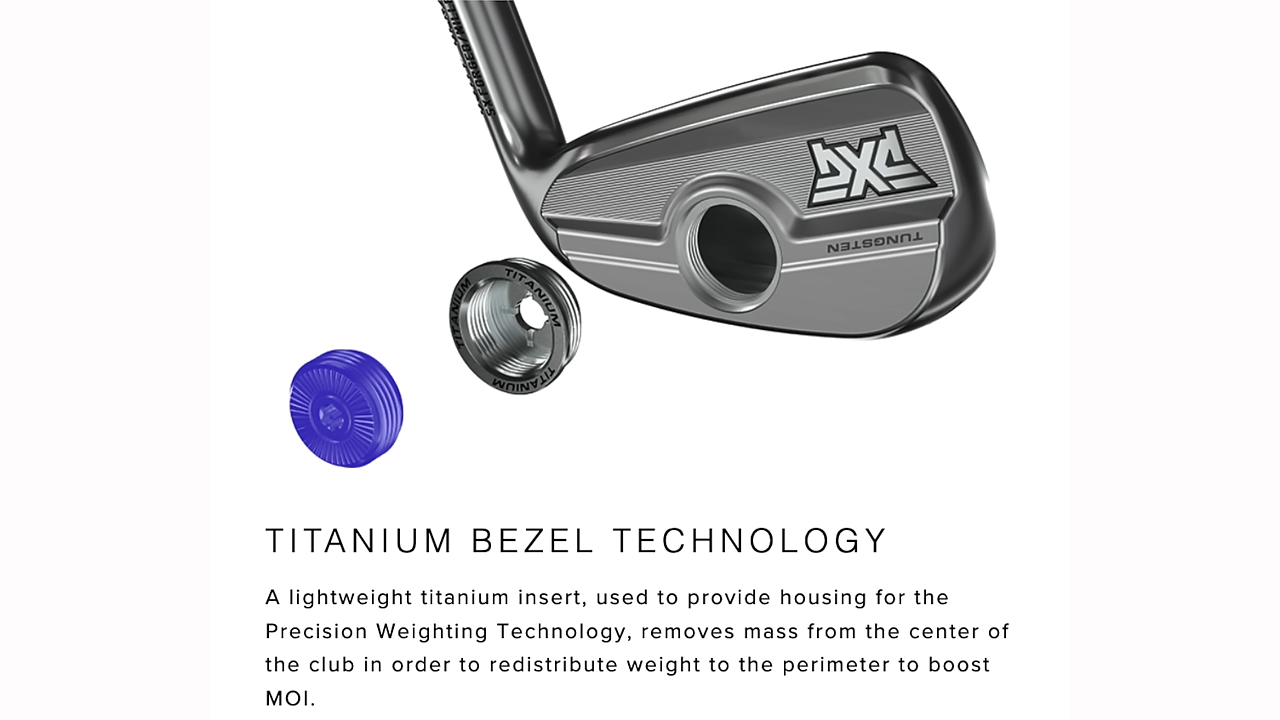 PXG
TUNGSTEN
TITANIUM
TITANIUM
TITANIUM
TITANIUM BEZEL TECHNOLOGY
A lightweight titanium insert, used to provide housing for the
Precision Weighting Technology, removes mass from the center of
the club in order to redistribute weight to the perimeter to boost
MOI.